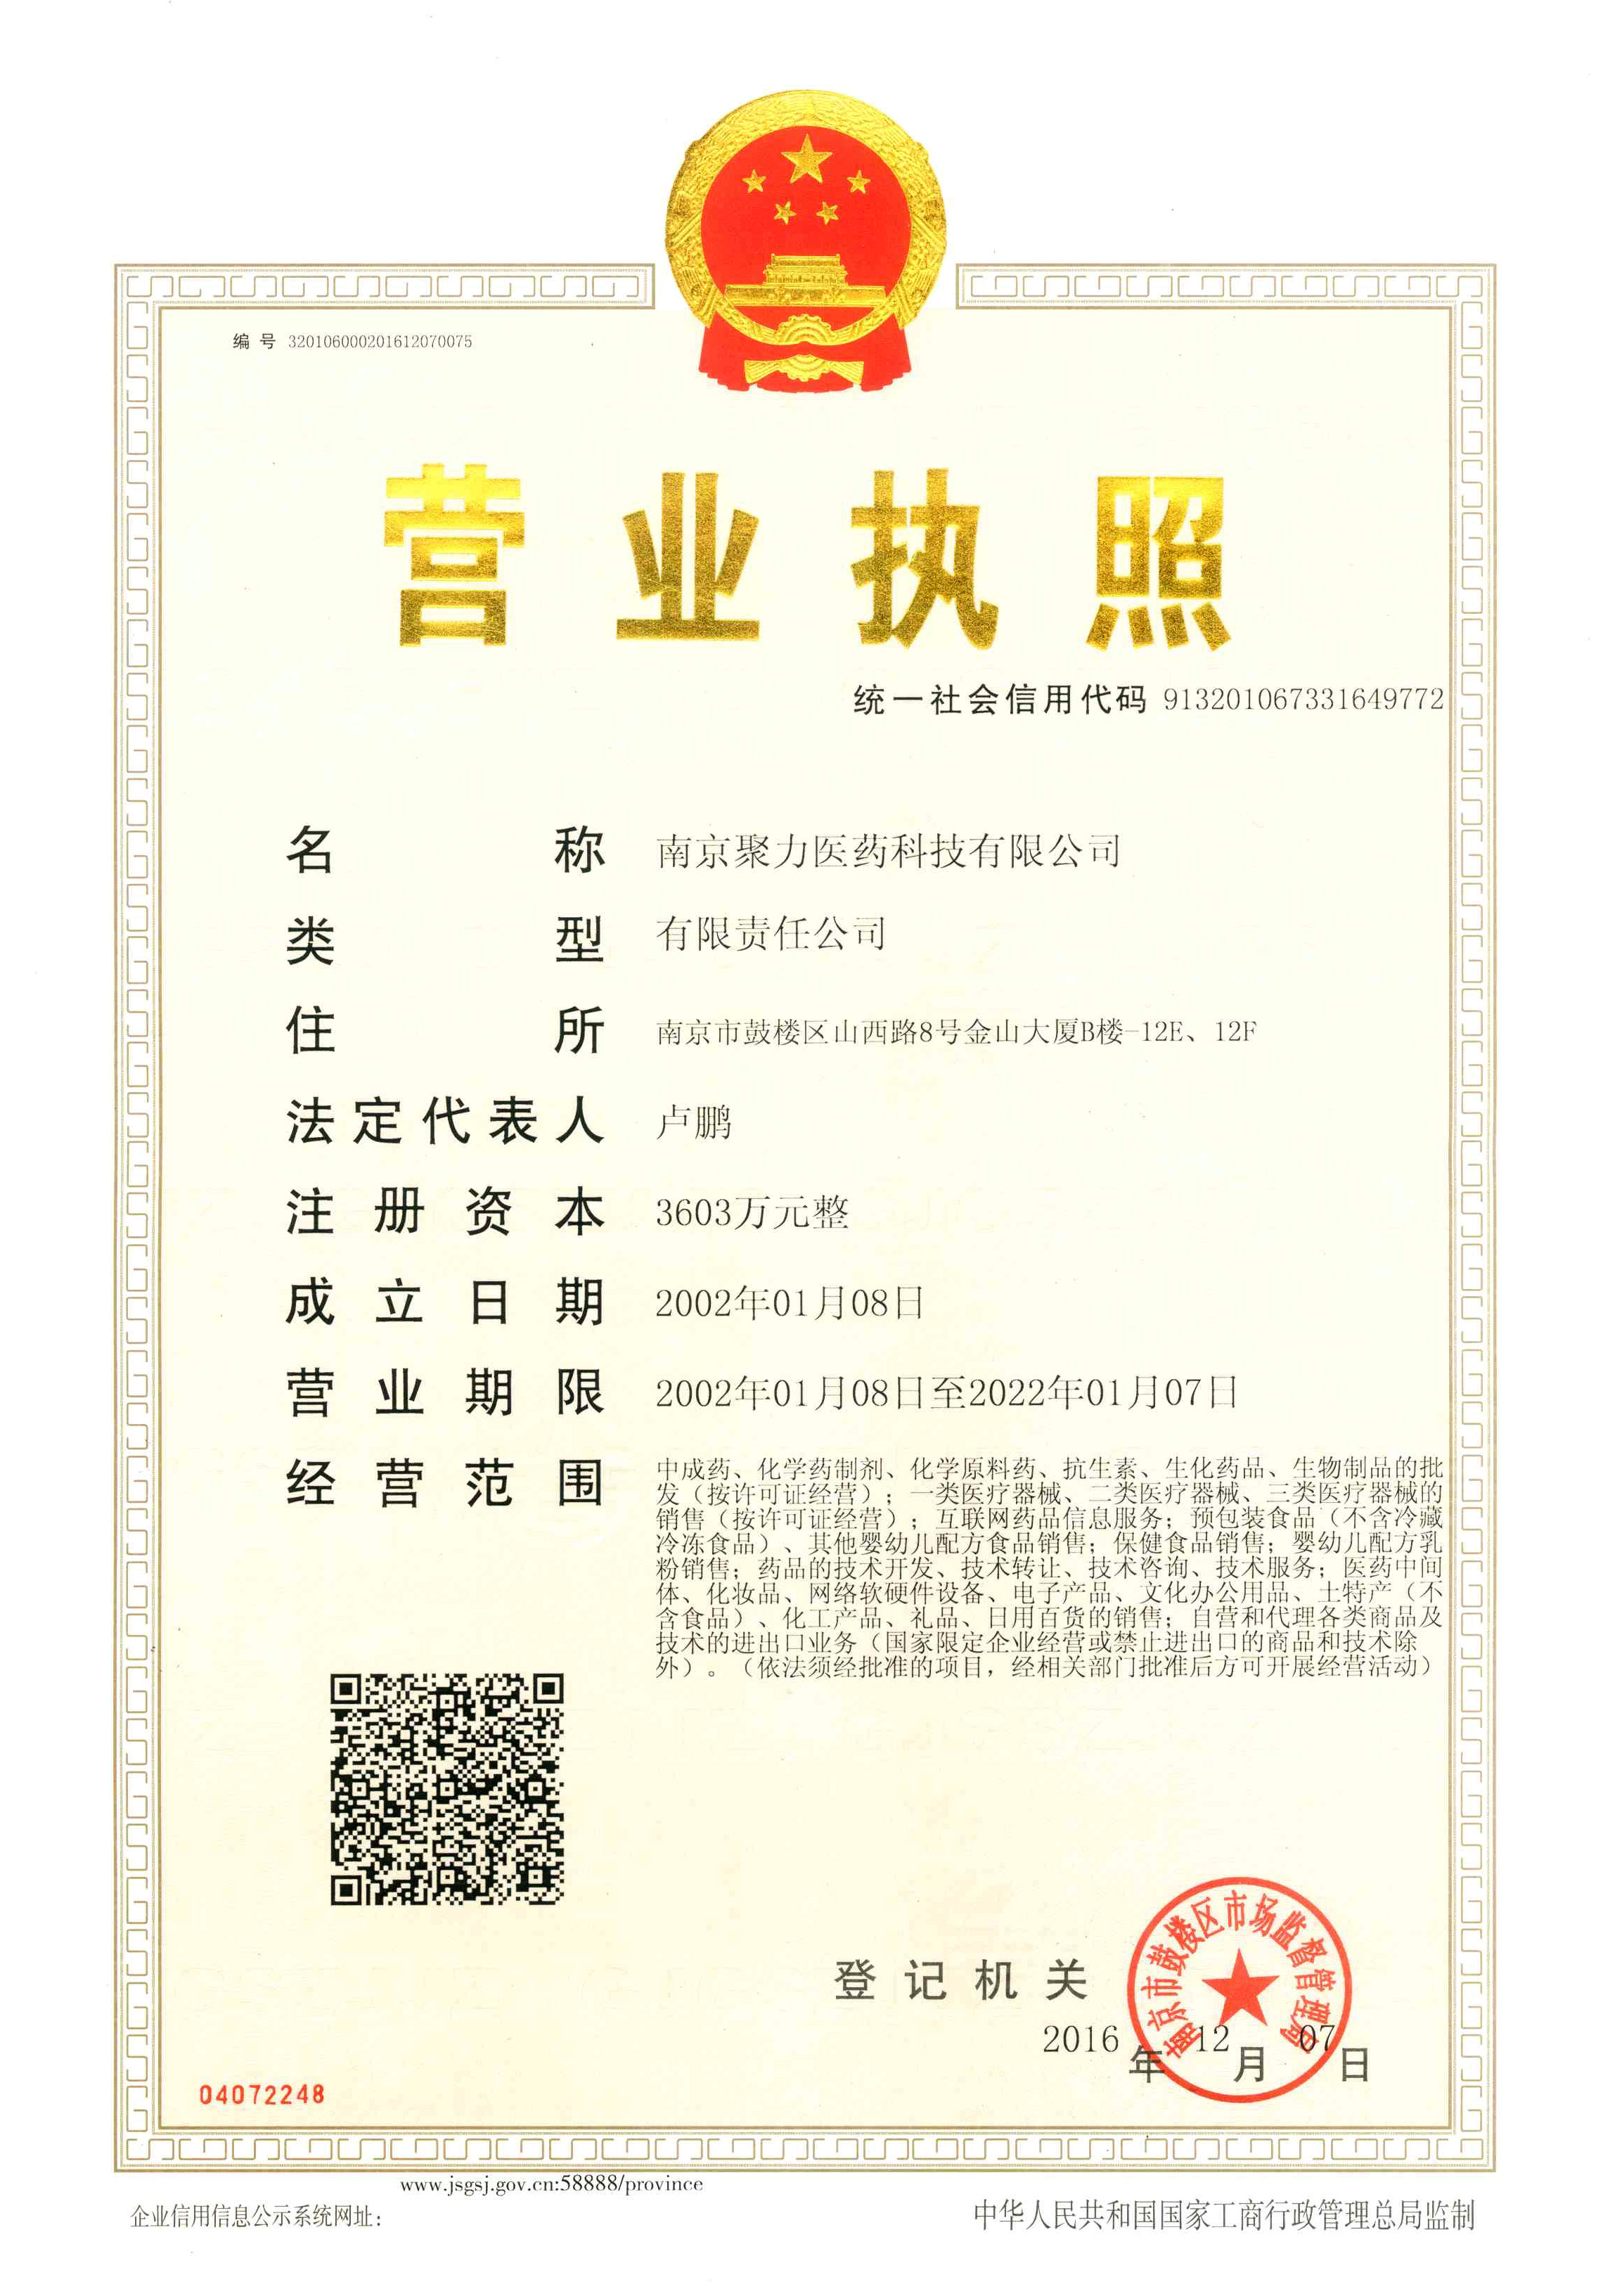 编 号 320106000201612070075
营业执照
统一社会信用代码 913201067331649772
名称 南京聚力医药科技有限公司
类型 有限责任公司
住所 南京市鼓楼区山西路8号金山大厦B楼-12E、12F
法定代表人 卢鹏
注册资本 3603万元整
成立日期 2002年01月08日
营业期限 2002年01月08日至2022年01月07日
经营范围 中成药、化学药制剂、化学原料药、抗生素、生化药品、生物制品的批
发（按许可证经营）；一类医疗器械、二类医疗器械、三类医疗器械的
销售（按许可证经营）；互联网药品信息服务；预包装食品（不含冷藏
冷冻食品）、其他婴幼儿配方食品销售；保健食品销售；婴幼儿配方乳
粉销售；药品的技术开发、技术转让、技术咨询、技术服务；医药中间
体、化妆品、网络软硬件设备、电子产品、文化办公用品、土特产（不
含食品）、化工产品、礼品、日用百货的销售；自营和代理各类商品及
技术的进出口业务（国家限定企业经营或禁止进出口的商品和技术除
外）。（依法须经批准的项目，经相关部门批准后方可开展经营活动）
登记机关
南京市鼓楼区市场监督管理局
2016年12月07日
04072248
www.jsgsj.gov.cn:58888/province
企业信用信息公示系统网址：
中华人民共和国国家工商行政管理总局监制